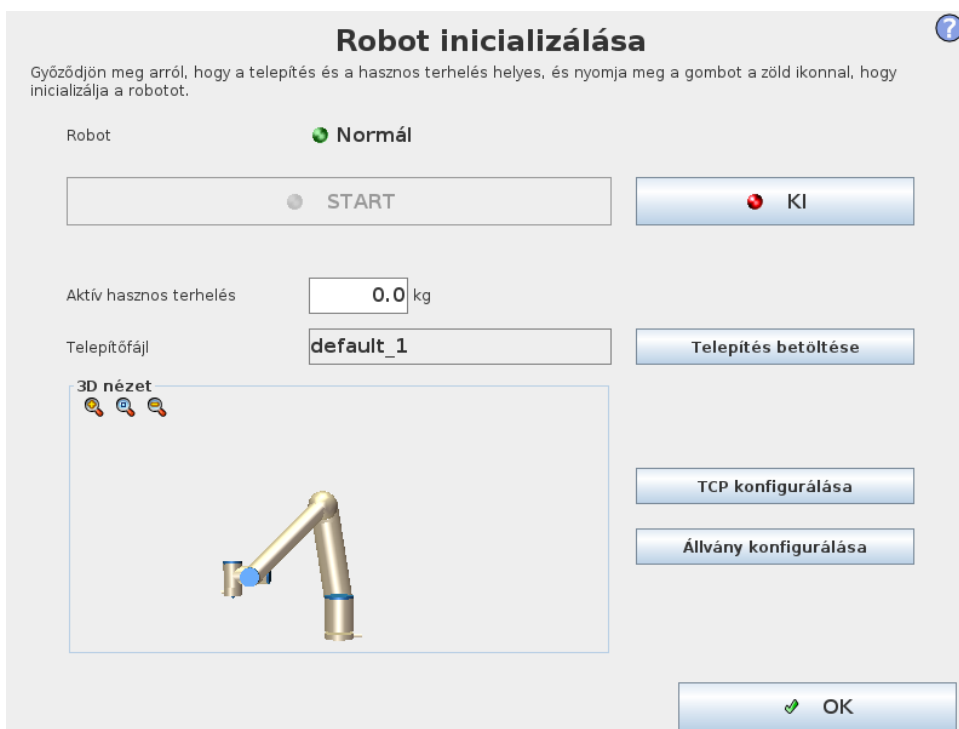 Robot inicializálása
?
Győződjön meg arról, hogy a telepítés és a hasznos terhelés helyes, és nyomja meg a gombot a zöld ikonnal, hogy
inicializálja a robotot.
Robot
Normál
START
KI
Aktív hasznos terhelés
0.0 kg
Telepítőfájl
default_1
Telepítés betöltése
3D nézet
TCP konfigurálása
Állvány konfigurálása
OK